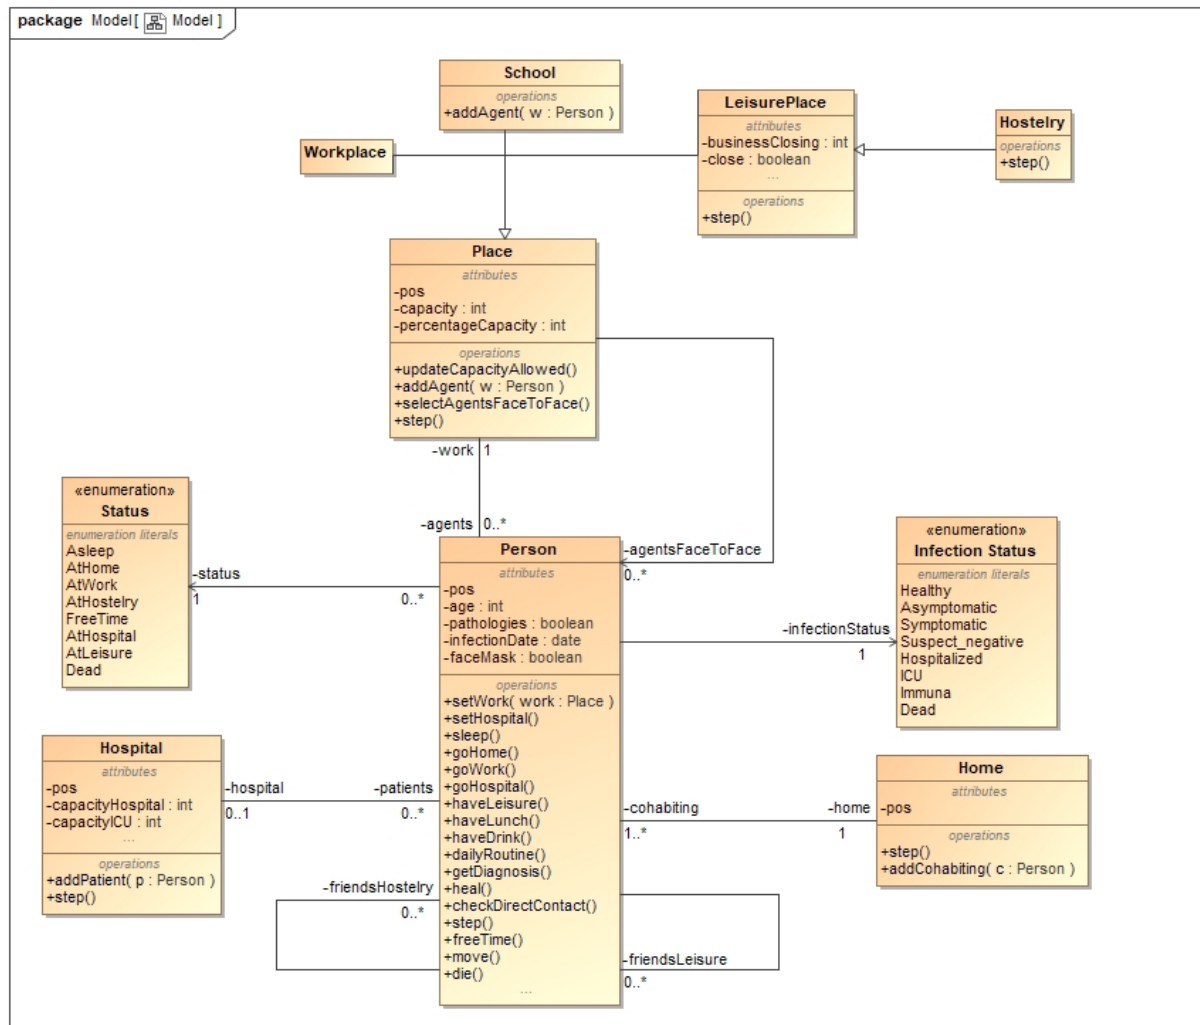 package Model[ Model ]
School
operations
+addAgent( w : Person )
Workplace
LeisurePlace
attributes
-businessClosing : int
-close : boolean
...
operations
+step()
Hostelry
operations
+step()
Place
attributes
-pos
-capacity : int
-percentageCapacity : int
operations
+updateCapacityAllowed()
+addAgent( w : Person )
+selectAgentsFaceToFace()
+step()
-work 1
-agents 0..*
-agentsFaceToFace
0..*
«enumeration»
Status
enumeration literals
Asleep
AtHome
AtWork
AtHostelry
FreeTime
AtHospital
AtLeisure
Dead
-status
1
0..*
Person
attributes
-pos
-age : int
-pathologies : boolean
-infectionDate : date
-faceMask : boolean
operations
+setWork( work : Place )
+setHospital()
+sleep()
+goHome()
+goWork()
+goHospital()
+haveLeisure()
+haveLunch()
+haveDrink()
+dailyRoutine()
+getDiagnosis()
+heal()
+checkDirectContact()
+step()
+freeTime()
+move()
+die()
...
-infectionStatus
1
«enumeration»
Infection Status
enumeration literals
Healthy
Asymptomatic
Symptomatic
Suspect_negative
Hospitalized
ICU
Immuna
Dead
Hospital
attributes
-pos
-capacityHospital : int
-capacityICU : int
...
operations
+addPatient( p : Person )
+step()
-hospital
0..1
-patients
0..*
-cohabiting
1..*
-home
1
Home
attributes
-pos
operations
+step()
+addCohabiting( c : Person )
-friendsHostelry
0..*
-friendsLeisure
0..*